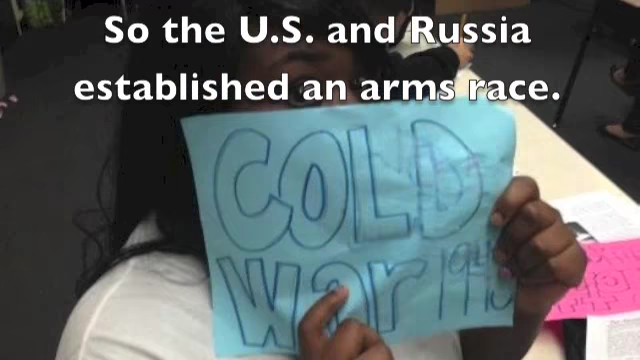 So the U.S. and Russia
established an arms race.
COLD
War